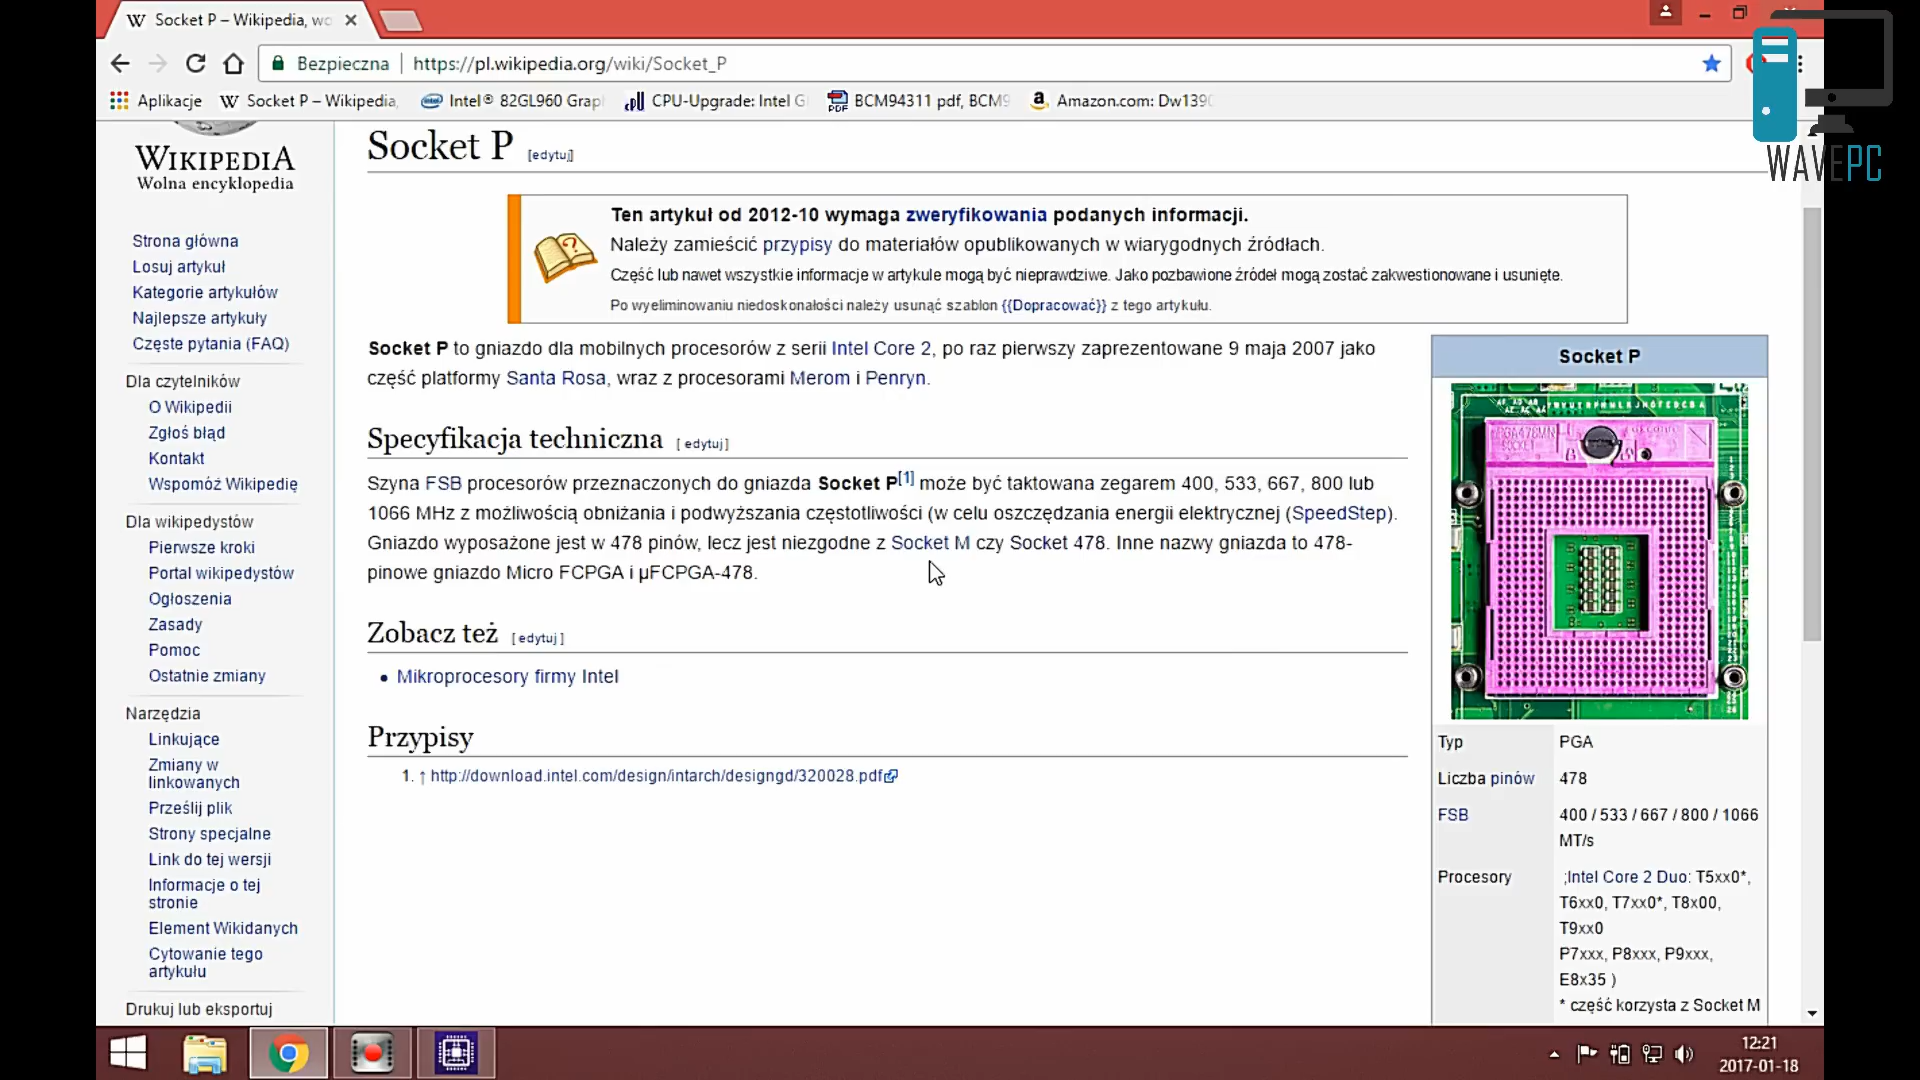 Socket P – Wikipedia, wo
Bezpieczna
https://pl.wikipedia.org/wiki/Socket_P
Aplikacje
Socket P – Wikipedia,
Intel® 82GL960 Grap
CPU-Upgrade: Intel G
BCM94311 pdf, BCM9
Amazon.com: Dw1390
WAVEPC
WIKIPEDIA
Wolna encyklopedia
Strona główna
Losuj artykuł
Kategorie artykułów
Najlepsze artykuły
Częste pytania (FAQ)
Dla czytelników
O Wikipedii
Zgłoś błąd
Kontakt
Wspomóż Wikipedię
Dla wikipedystów
Pierwsze kroki
Portal wikipedystów
Ogłoszenia
Zasady
Pomoc
Ostatnie zmiany
Narzędzia
Linkujące
Zmiany w
linkowanych
Prześlij plik
Strony specjalne
Link do tej wersji
Informacje o tej
stronie
Element Wikidanych
Cytowanie tego
artykułu
Drukuj lub eksportuj
Socket P [edytuj]
Ten artykuł od 2012-10 wymaga zweryfikowania podanych informacji.
Należy zamieścić przypisy do materiałów opublikowanych w wiarygodnych źródłach.
Część lub nawet wszystkie informacje w artykule mogą być nieprawdziwe. Jako pozbawione źródeł mogą zostać zakwestionowane i usunięte.
Po wyeliminowaniu niedoskonałości należy usunąć szablon {{Dopracować}} z tego artykułu.
Socket P to gniazdo dla mobilnych procesorów z serii Intel Core 2, po raz pierwszy zaprezentowane 9 maja 2007 jako
część platformy Santa Rosa, wraz z procesorami Merom i Penryn.
Specyfikacja techniczna [ edytuj ]
Szyna FSB procesorów przeznaczonych do gniazda Socket P[1] może być taktowana zegarem 400, 533, 667, 800 lub
1066 MHz z możliwością obniżania i podwyższania częstotliwości (w celu oszczędzania energii elektrycznej (SpeedStep).
Gniazdo wyposażone jest w 478 pinów, lecz jest niezgodne z Socket M czy Socket 478. Inne nazwy gniazda to 478-
pinowe gniazdo Micro FCPGA i µFCPGA-478.
Zobacz też [ edytuj ]
Mikroprocesory firmy Intel
Przypisy
1. ↑ http://download.intel.com/design/intarch/designgd/320028.pdf
Socket P
Typ PGA
Liczba pinów 478
FSB 400 / 533 / 667 / 800 / 1066
MT/s
Procesory ;Intel Core 2 Duo: T5xx0*,
T6xx0, T7xx0*, T8x00,
T9xx0
P7xxx, P8xxx, P9xxx,
E8x35 )
* część korzysta z Socket M
12:21
2017-01-18